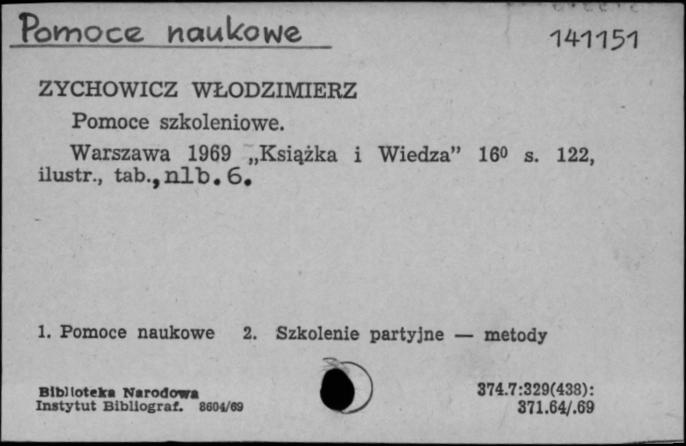 Pomoce naukowe
141151
ZYCHOWICZ WŁODZIMIERZ
Pomoce szkoleniowe.
Warszawa 1969 „Książka i Wiedza” 16⁰ s. 122,
ilustr., tab., nlb. 6.
1. Pomoce naukowe 2. Szkolenie partyjne — metody
Biblioteka Narodowa
Instytut Bibliograf. 8604/69
374.7:329(438):
371.64/.69